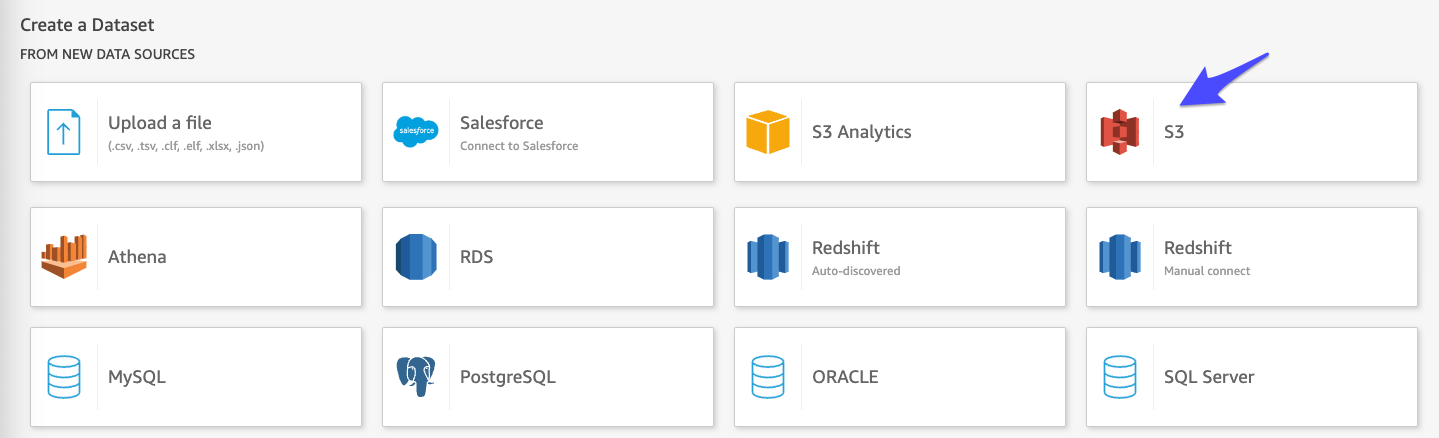 Create a Dataset
FROM NEW DATA SOURCES
Upload a file
(.csv, .tsv, .clf, .elf, .xlsx, .json)
salesforce
Salesforce
Connect to Salesforce
S3 Analytics
S3
Athena
RDS
Redshift
Auto-discovered
Redshift
Manual connect
MySQL
PostgreSQL
ORACLE
SQL Server